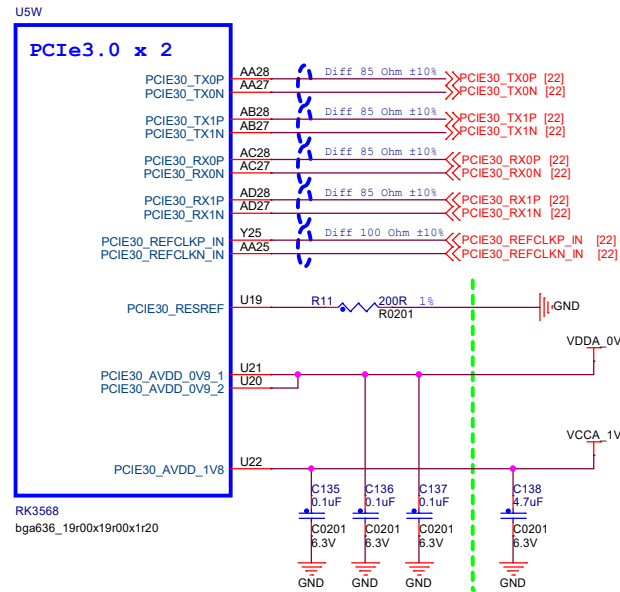 U5W
PCIe3.0 x 2
PCIE30_TX0P AA28 Diff 85 Ohm ±10% PCIE30_TX0P [22]
PCIE30_TX0N AA27 PCIE30_TX0N [22]
PCIE30_TX1P AB28 Diff 85 Ohm ±10% PCIE30_TX1P [22]
PCIE30_TX1N AB27 PCIE30_TX1N [22]
PCIE30_RX0P AC28 Diff 85 Ohm ±10% PCIE30_RX0P [22]
PCIE30_RX0N AC27 PCIE30_RX0N [22]
PCIE30_RX1P AD28 Diff 85 Ohm ±10% PCIE30_RX1P [22]
PCIE30_RX1N AD27 PCIE30_RX1N [22]
PCIE30_REFCLKP_IN Y25 Diff 100 Ohm ±10% PCIE30_REFCLKP_IN [22]
PCIE30_REFCLKN_IN AA25 PCIE30_REFCLKN_IN [22]
PCIE30_RESREF U19 R11 200R 1% GND
R0201
VDDA_0V
PCIE30_AVDD_0V9_1 U21
PCIE30_AVDD_0V9_2 U20
VCCA_1V
PCIE30_AVDD_1V8 U22
C135 C136 C137 C138
0.1uF 0.1uF 0.1uF 4.7uF
RK3568
C0201 C0201 C0201 C0201
bga636_19r00x19r00x1r20
6.3V 6.3V 6.3V 6.3V
GND GND GND GND